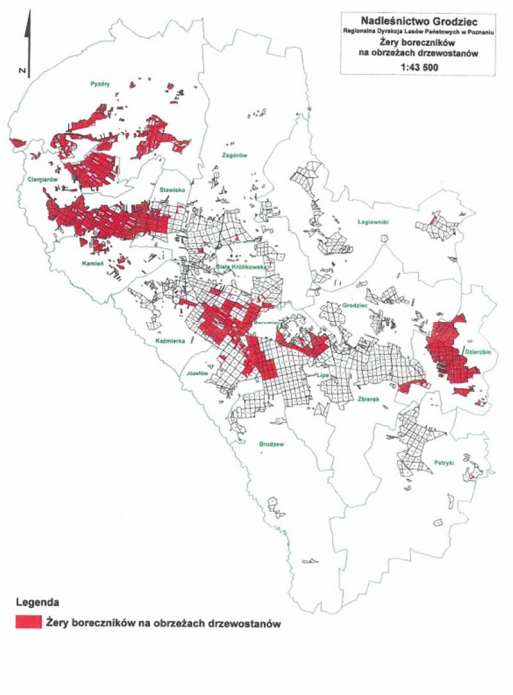 Nadleśnictwo Grodziec
Regionalna Dyrekcja Lasów Państwowych w Poznaniu
Żery boreczników
na obrzeżach drzewostanów
1:43 500
N
Pyzdry
Zagórów
Ciemierów
Stawisko
Łagiewniki
Kamień
Biała Królikowska
Grodziec
Kaźmierka
Dzierzbin
Józefów
Lipa
Zbiersk
Brudzew
Petryki
Legenda
Żery boreczników na obrzeżach drzewostanów